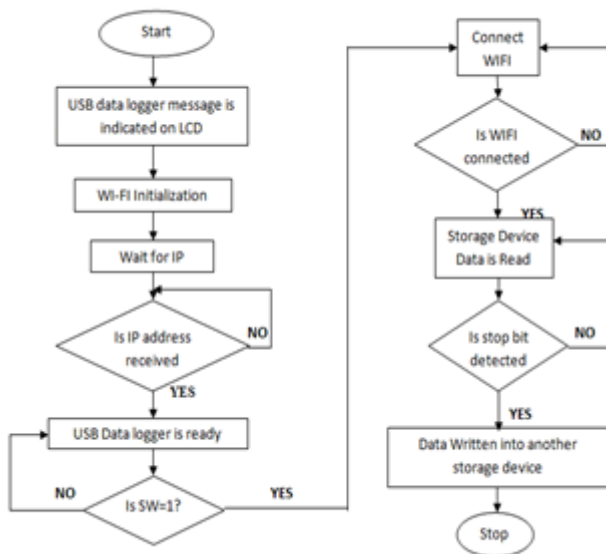 Start
USB data logger message is
indicated on LCD
WI-FI Initialization
Wait for IP
Is IP address
received
NO
YES
USB Data logger is ready
NO
Is SW=1?
YES
Connect
WIFI
Is WIFI
connected
NO
YES
Storage Device
Data is Read
Is stop bit
detected
NO
YES
Data Written into another
storage device
Stop